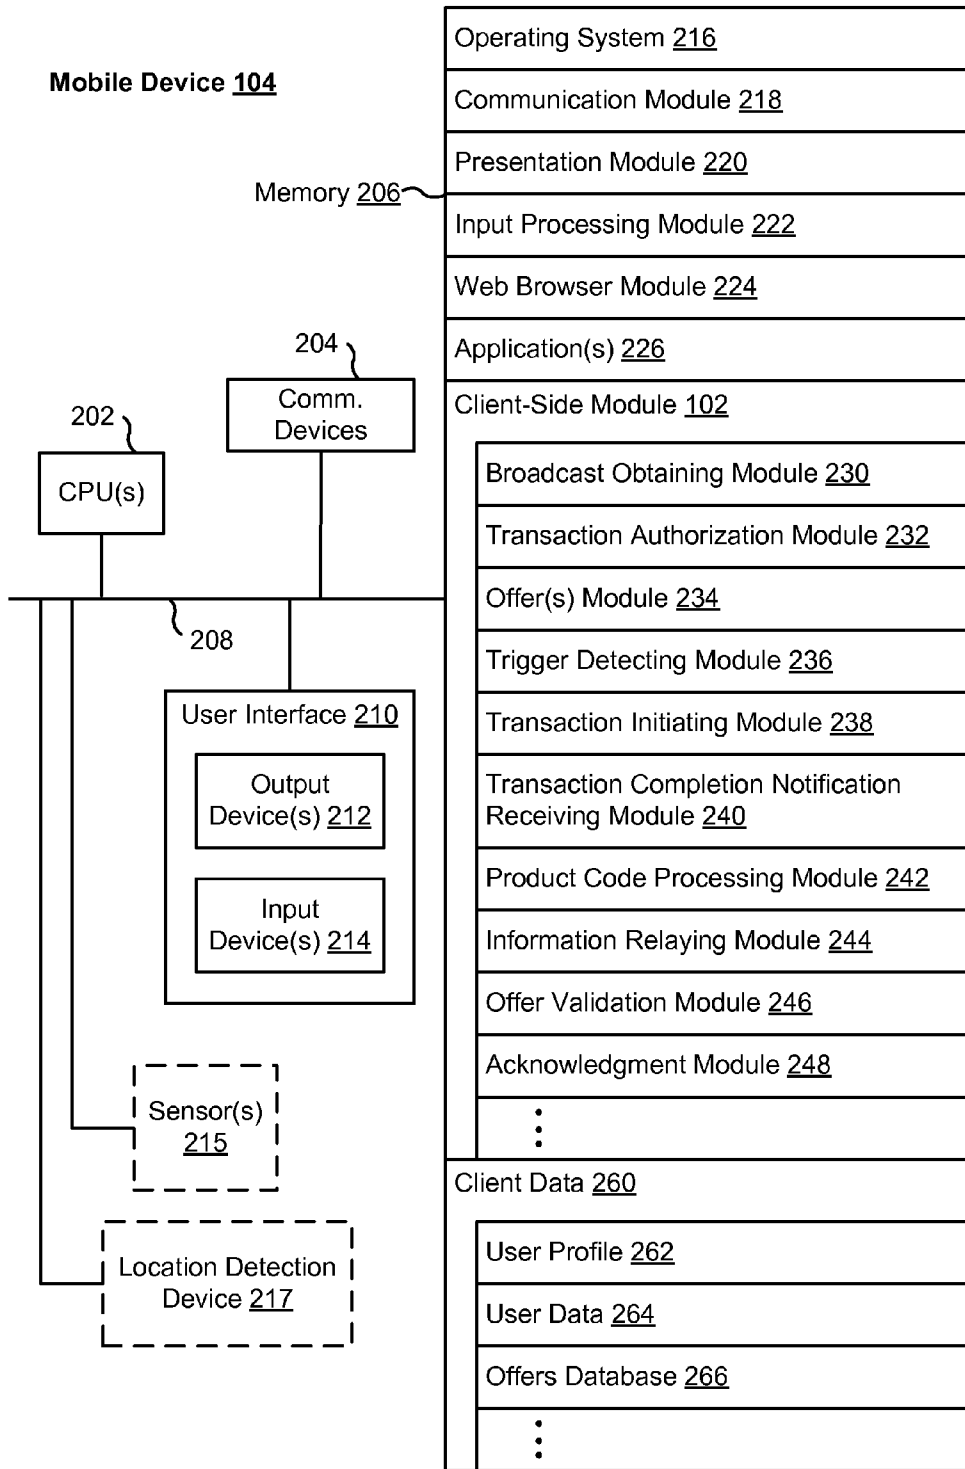 Mobile Device 104
Memory 206
204
Comm.
Devices
202
CPU(s)
208
User Interface 210
Output
Device(s) 212
Input
Device(s) 214
Sensor(s)
215
Location Detection
Device 217
Operating System 216
Communication Module 218
Presentation Module 220
Input Processing Module 222
Web Browser Module 224
Application(s) 226
Client-Side Module 102
Broadcast Obtaining Module 230
Transaction Authorization Module 232
Offer(s) Module 234
Trigger Detecting Module 236
Transaction Initiating Module 238
Transaction Completion Notification
Receiving Module 240
Product Code Processing Module 242
Information Relaying Module 244
Offer Validation Module 246
Acknowledgment Module 248
Client Data 260
User Profile 262
User Data 264
Offers Database 266